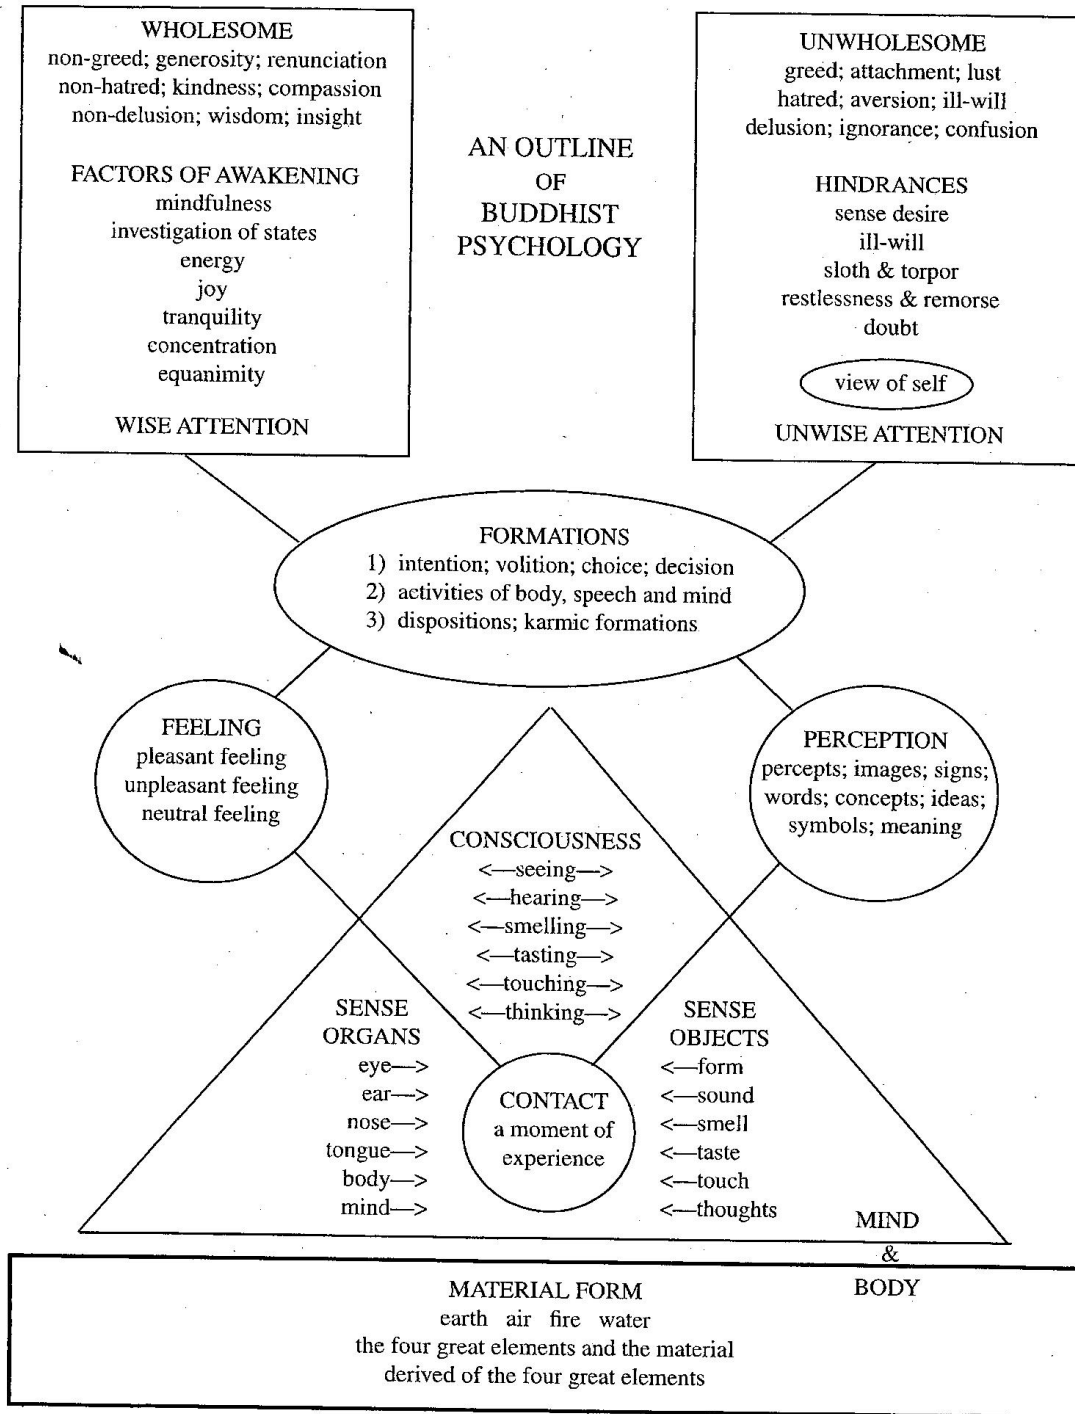 WHOLESOME
non-greed; generosity; renunciation
non-hatred; kindness; compassion
non-delusion; wisdom; insight
FACTORS OF AWAKENING
mindfulness
investigation of states
energy
joy
tranquility
concentration
equanimity
WISE ATTENTION
AN OUTLINE
OF
BUDDHIST
PSYCHOLOGY
UNWHOLESOME
greed; attachment; lust
hatred; aversion; ill-will
delusion; ignorance; confusion
HINDRANCES
sense desire
ill-will
sloth & torpor
restlessness & remorse
doubt
view of self
UNWISE ATTENTION
FORMATIONS
1) intention; volition; choice; decision
2) activities of body, speech and mind
3) dispositions; karmic formations
FEELING
pleasant feeling
unpleasant feeling
neutral feeling
PERCEPTION
percepts; images; signs;
words; concepts; ideas;
symbols; meaning
CONSCIOUSNESS
<—seeing—>
<—hearing—>
<—smelling—>
<—tasting—>
<—touching—>
<—thinking—>
SENSE
ORGANS
eye—>
ear—>
nose—>
tongue—>
body—>
mind—>
CONTACT
a moment of
experience
SENSE
OBJECTS
<—form
<—sound
<—smell
<—taste
<—touch
<—thoughts
MIND
&
BODY
MATERIAL FORM
earth air fire water
the four great elements and the material
derived of the four great elements